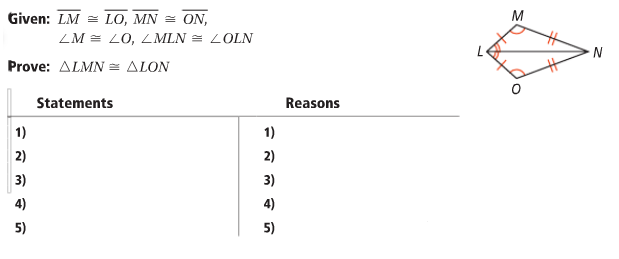 Given: LM ≅ LO, MN ≅ ON,
∠M ≅ ∠O, ∠MLN ≅ ∠OLN
Prove: △LMN ≅ △LON
M
L
N
O
Statements Reasons
1) 1)
2) 2)
3) 3)
4) 4)
5) 5)